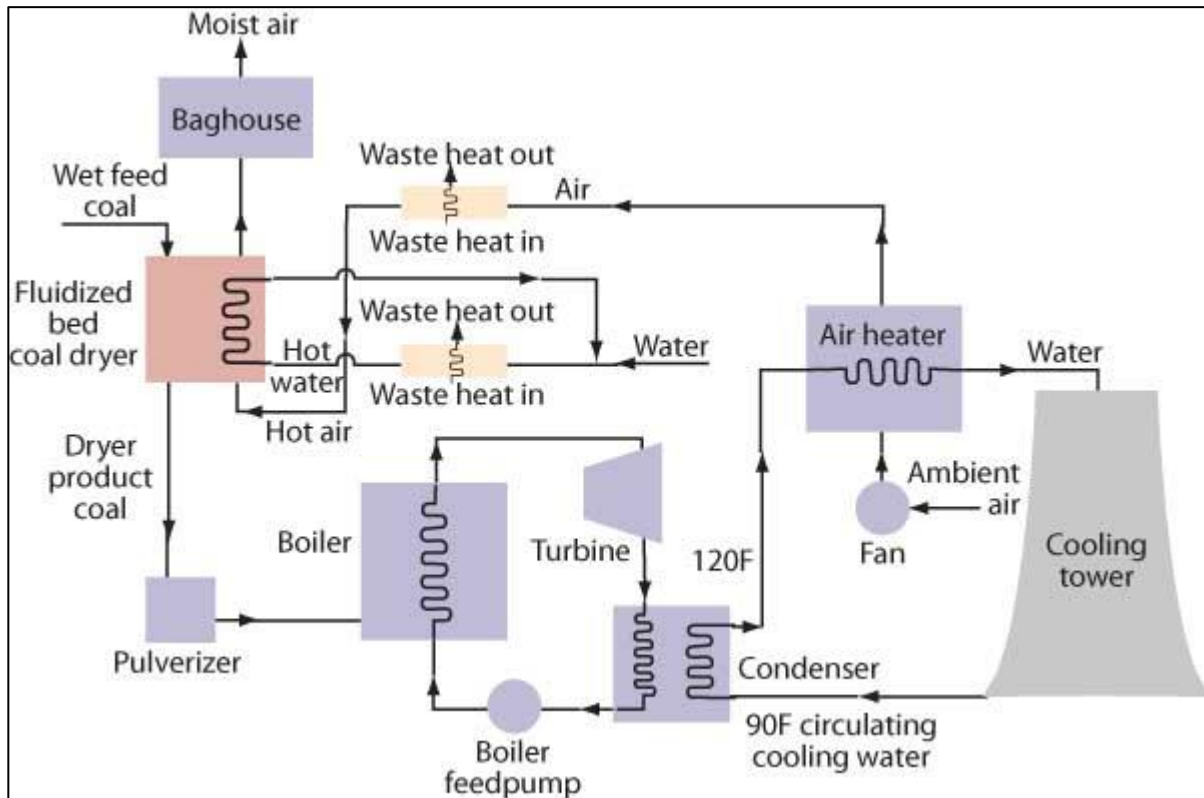 Moist air
Baghouse
Wet feed
coal
Waste heat out
Air
Waste heat in
Fluidized
bed
coal dryer
Waste heat out
Hot
water
Water
Waste heat in
Hot air
Air heater
Water
Dryer
product
coal
Boiler
Turbine
120F
Ambient
air
Fan
Cooling
tower
Pulverizer
Condenser
Boiler
feedpump
90F circulating
cooling water